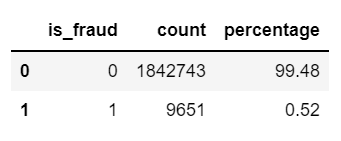 is_fraud count percentage
0 0 1842743 99.48
1 1 9651 0.52